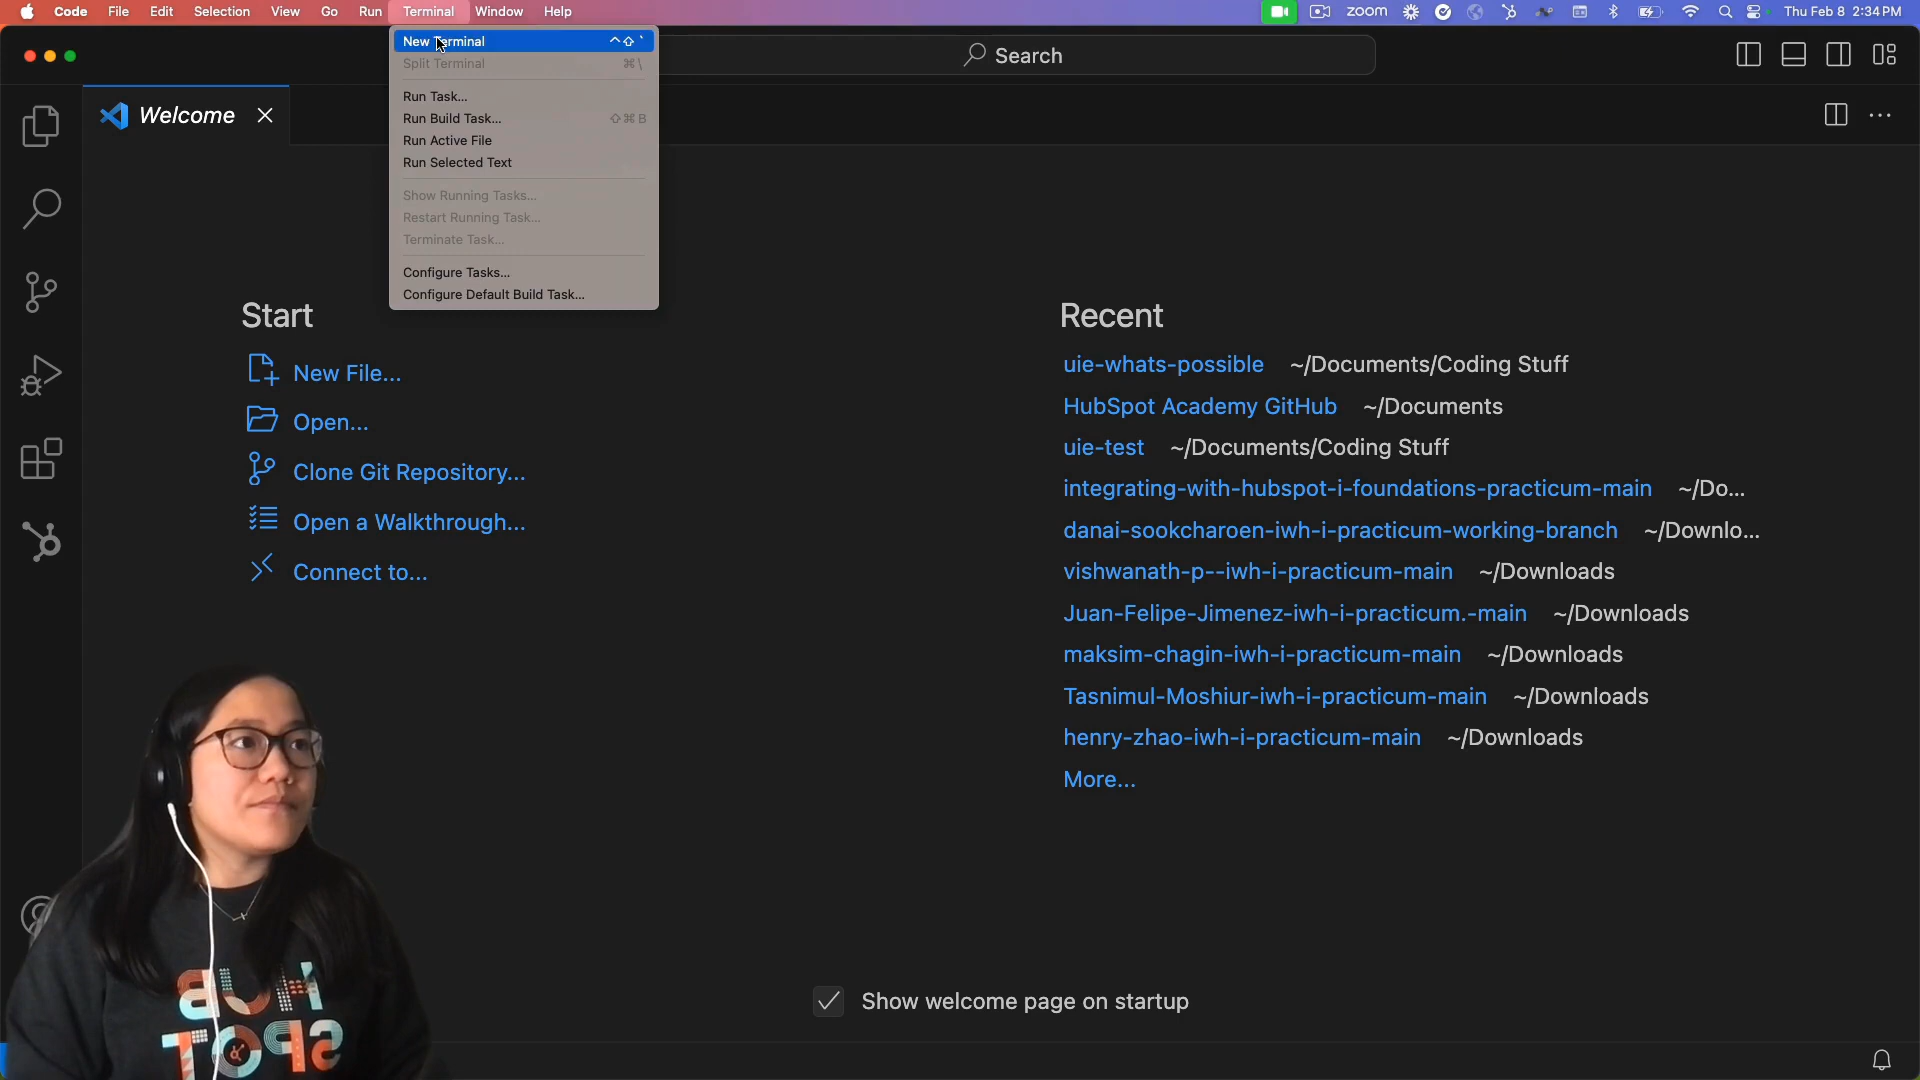 Code File Edit Selection View Go Run Terminal Window Help zoom Thu Feb 8 2:34 PM
New Terminal ^⇧`
Split Terminal ⌘\
Run Task...
Run Build Task... ⇧⌘B
Run Active File
Run Selected Text
Show Running Tasks...
Restart Running Task...
Terminate Task...
Configure Tasks...
Configure Default Build Task...
Search
Welcome
Start
New File...
Open...
Clone Git Repository...
Open a Walkthrough...
Connect to...
Recent
uie-whats-possible ~/Documents/Coding Stuff
HubSpot Academy GitHub ~/Documents
uie-test ~/Documents/Coding Stuff
integrating-with-hubspot-i-foundations-practicum-main ~/Do...
danai-sookcharoen-iwh-i-practicum-working-branch ~/Downlo...
vishwanath-p--iwh-i-practicum-main ~/Downloads
Juan-Felipe-Jimenez-iwh-i-practicum.-main ~/Downloads
maksim-chagin-iwh-i-practicum-main ~/Downloads
Tasnimul-Moshiur-iwh-i-practicum-main ~/Downloads
henry-zhao-iwh-i-practicum-main ~/Downloads
More...
Show welcome page on startup
HUB
SPOT